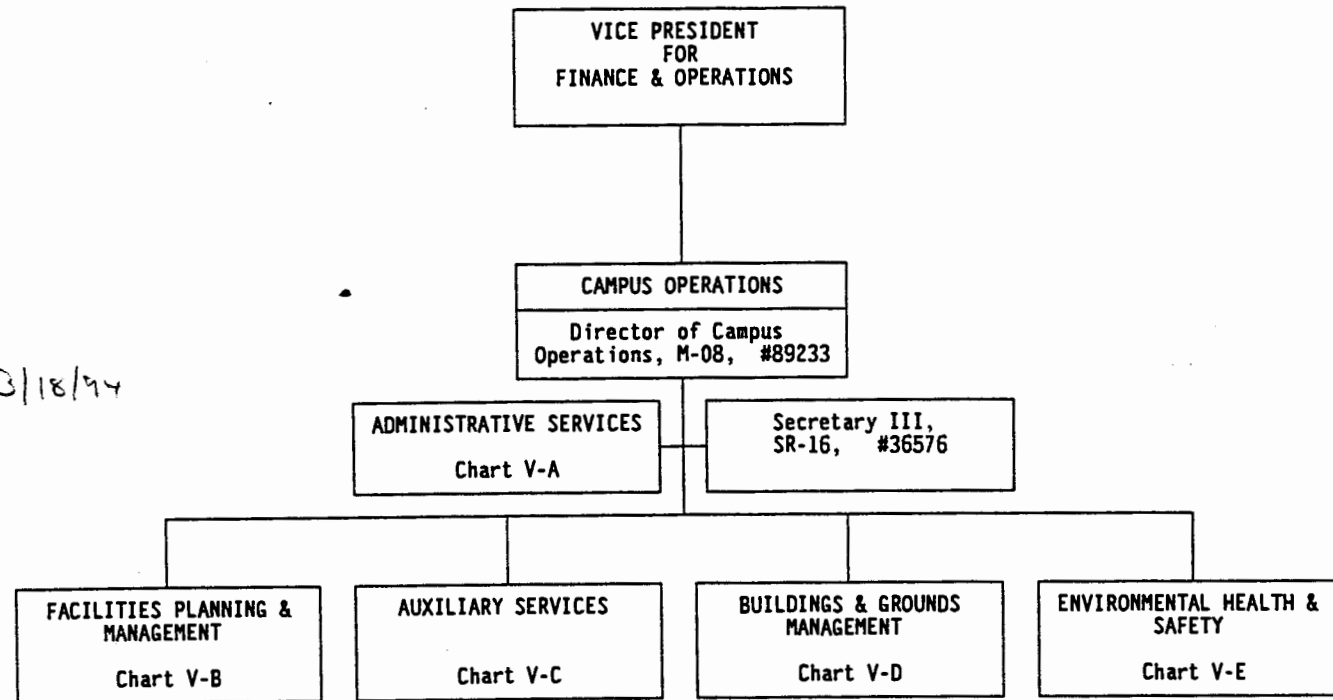 VICE PRESIDENT
FOR
FINANCE & OPERATIONS
CAMPUS OPERATIONS
Director of Campus
Operations, M-08, #89233
3/18/94
ADMINISTRATIVE SERVICES
Chart V-A
Secretary III,
SR-16, #36576
FACILITIES PLANNING &
MANAGEMENT
Chart V-B
AUXILIARY SERVICES
Chart V-C
BUILDINGS & GROUNDS
MANAGEMENT
Chart V-D
ENVIRONMENTAL HEALTH &
SAFETY
Chart V-E